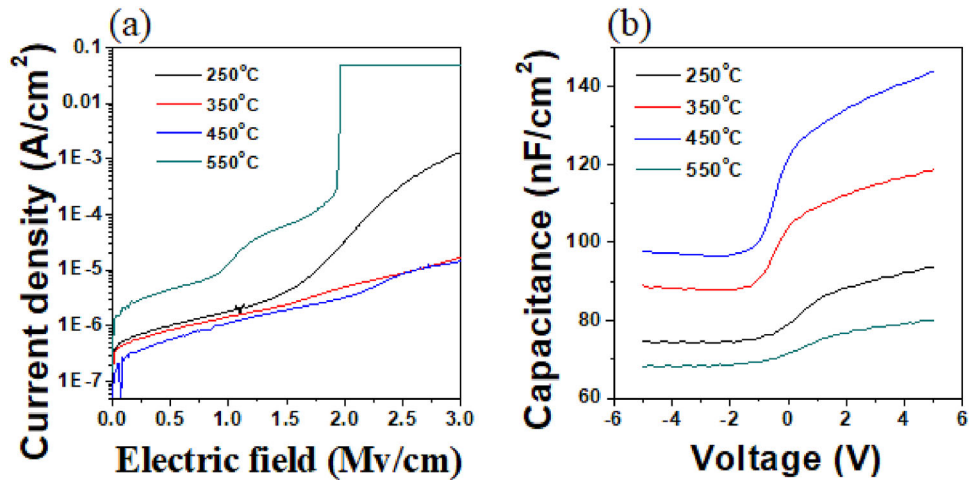 (a)
Current density (A/cm²)
0.1
0.01
1E-3
1E-4
1E-5
1E-6
1E-7
250°C
350°C
450°C
550°C
0.0 0.5 1.0 1.5 2.0 2.5 3.0
Electric field (Mv/cm)
(b)
Capacitance (nF/cm²)
140
120
100
80
60
250°C
350°C
450°C
550°C
-6 -4 -2 0 2 4 6
Voltage (V)